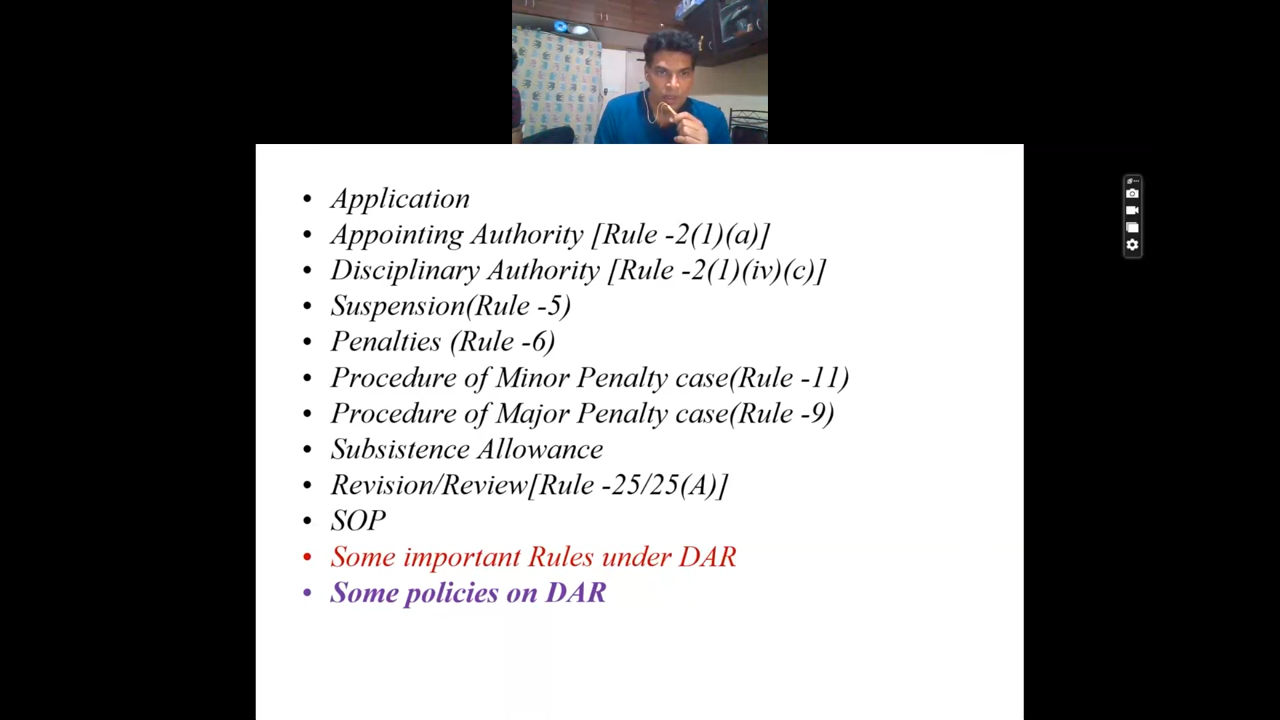 • Application
• Appointing Authority [Rule -2(1)(a)]
• Disciplinary Authority [Rule -2(1)(iv)(c)]
• Suspension(Rule -5)
• Penalties (Rule -6)
• Procedure of Minor Penalty case(Rule -11)
• Procedure of Major Penalty case(Rule -9)
• Subsistence Allowance
• Revision/Review[Rule -25/25(A)]
• SOP
• Some important Rules under DAR
• Some policies on DAR